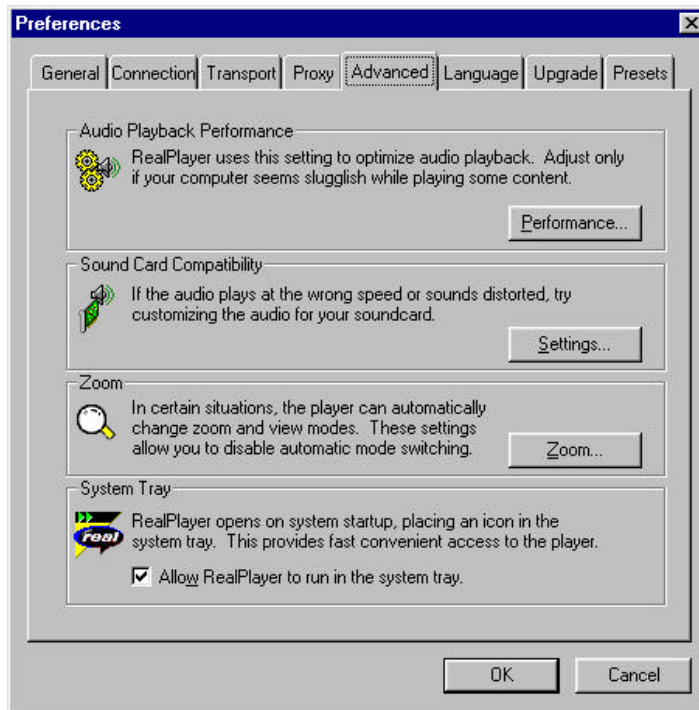 Preferences
General Connection Transport Proxy Advanced Language Upgrade Presets
Audio Playback Performance
RealPlayer uses this setting to optimize audio playback. Adjust only
if your computer seems slugglish while playing some content.
Performance...
Sound Card Compatibility
If the audio plays at the wrong speed or sounds distorted, try
customizing the audio for your soundcard.
Settings...
Zoom
In certain situations, the player can automatically
change zoom and view modes. These settings
allow you to disable automatic mode switching.
Zoom...
System Tray
real
RealPlayer opens on system startup, placing an icon in the
system tray. This provides fast convenient access to the player.
Allow RealPlayer to run in the system tray.
OK Cancel